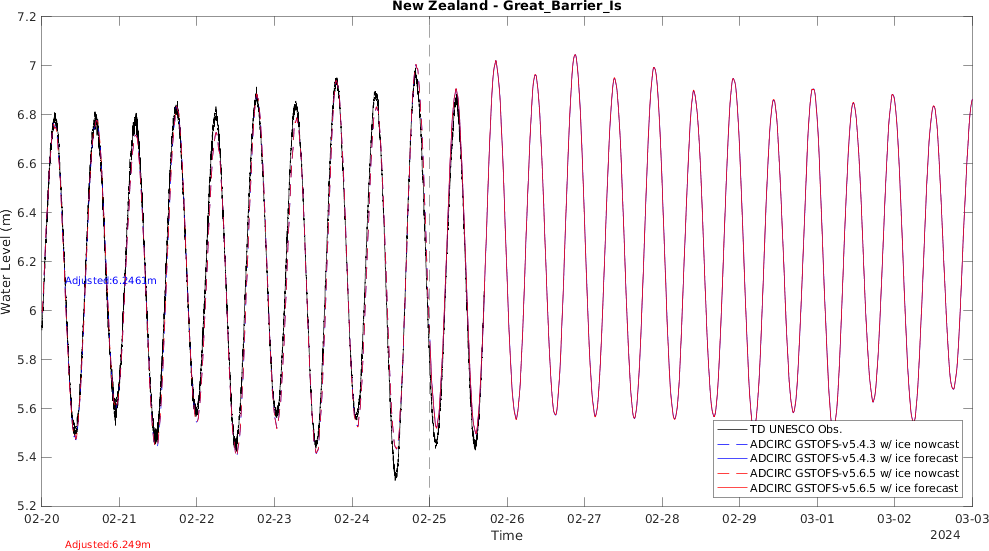 New Zealand - Great_Barrier_Is
7.2
7
6.8
6.6
6.4
6.2
6
5.8
5.6
5.4
5.2
Water Level (m)
Adjusted:6.2461m
TD UNESCO Obs.
ADCIRC GSTOFS-v5.4.3 w/ ice nowcast
ADCIRC GSTOFS-v5.4.3 w/ ice forecast
ADCIRC GSTOFS-v5.6.5 w/ ice nowcast
ADCIRC GSTOFS-v5.6.5 w/ ice forecast
02-20 02-21 02-22 02-23 02-24 02-25 02-26 02-27 02-28 02-29 03-01 03-02 03-03
Time
2024
Adjusted:6.249m